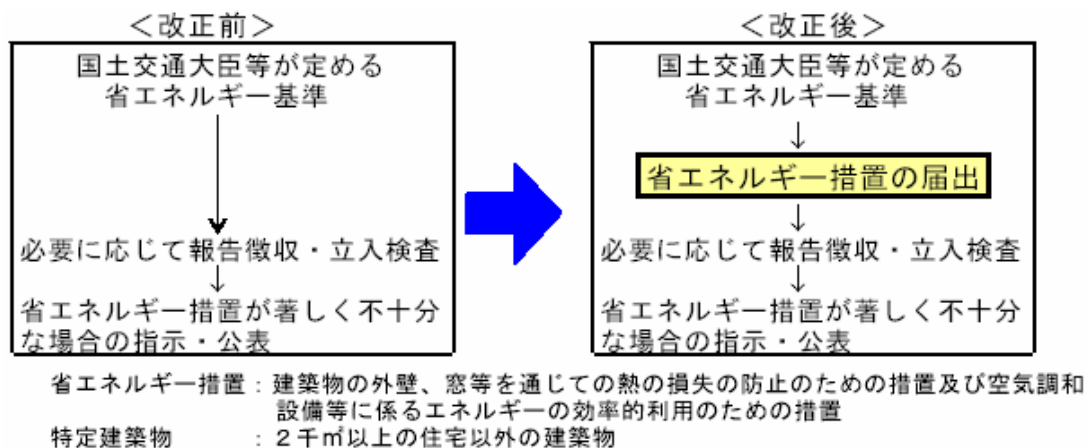 ＜改正前＞
国土交通大臣等が定める
省エネルギー基準
↓
必要に応じて報告徴収・立入検査
↓
省エネルギー措置が著しく不十分
な場合の指示・公表
＜改正後＞
国土交通大臣等が定める
省エネルギー基準
↓
省エネルギー措置の届出
↓
必要に応じて報告徴収・立入検査
↓
省エネルギー措置が著しく不十分
な場合の指示・公表
省エネルギー措置：建築物の外壁、窓等を通じての熱の損失の防止のための措置及び空気調和
設備等に係るエネルギーの効率的利用のための措置
特定建築物　　　：２千㎡以上の住宅以外の建築物